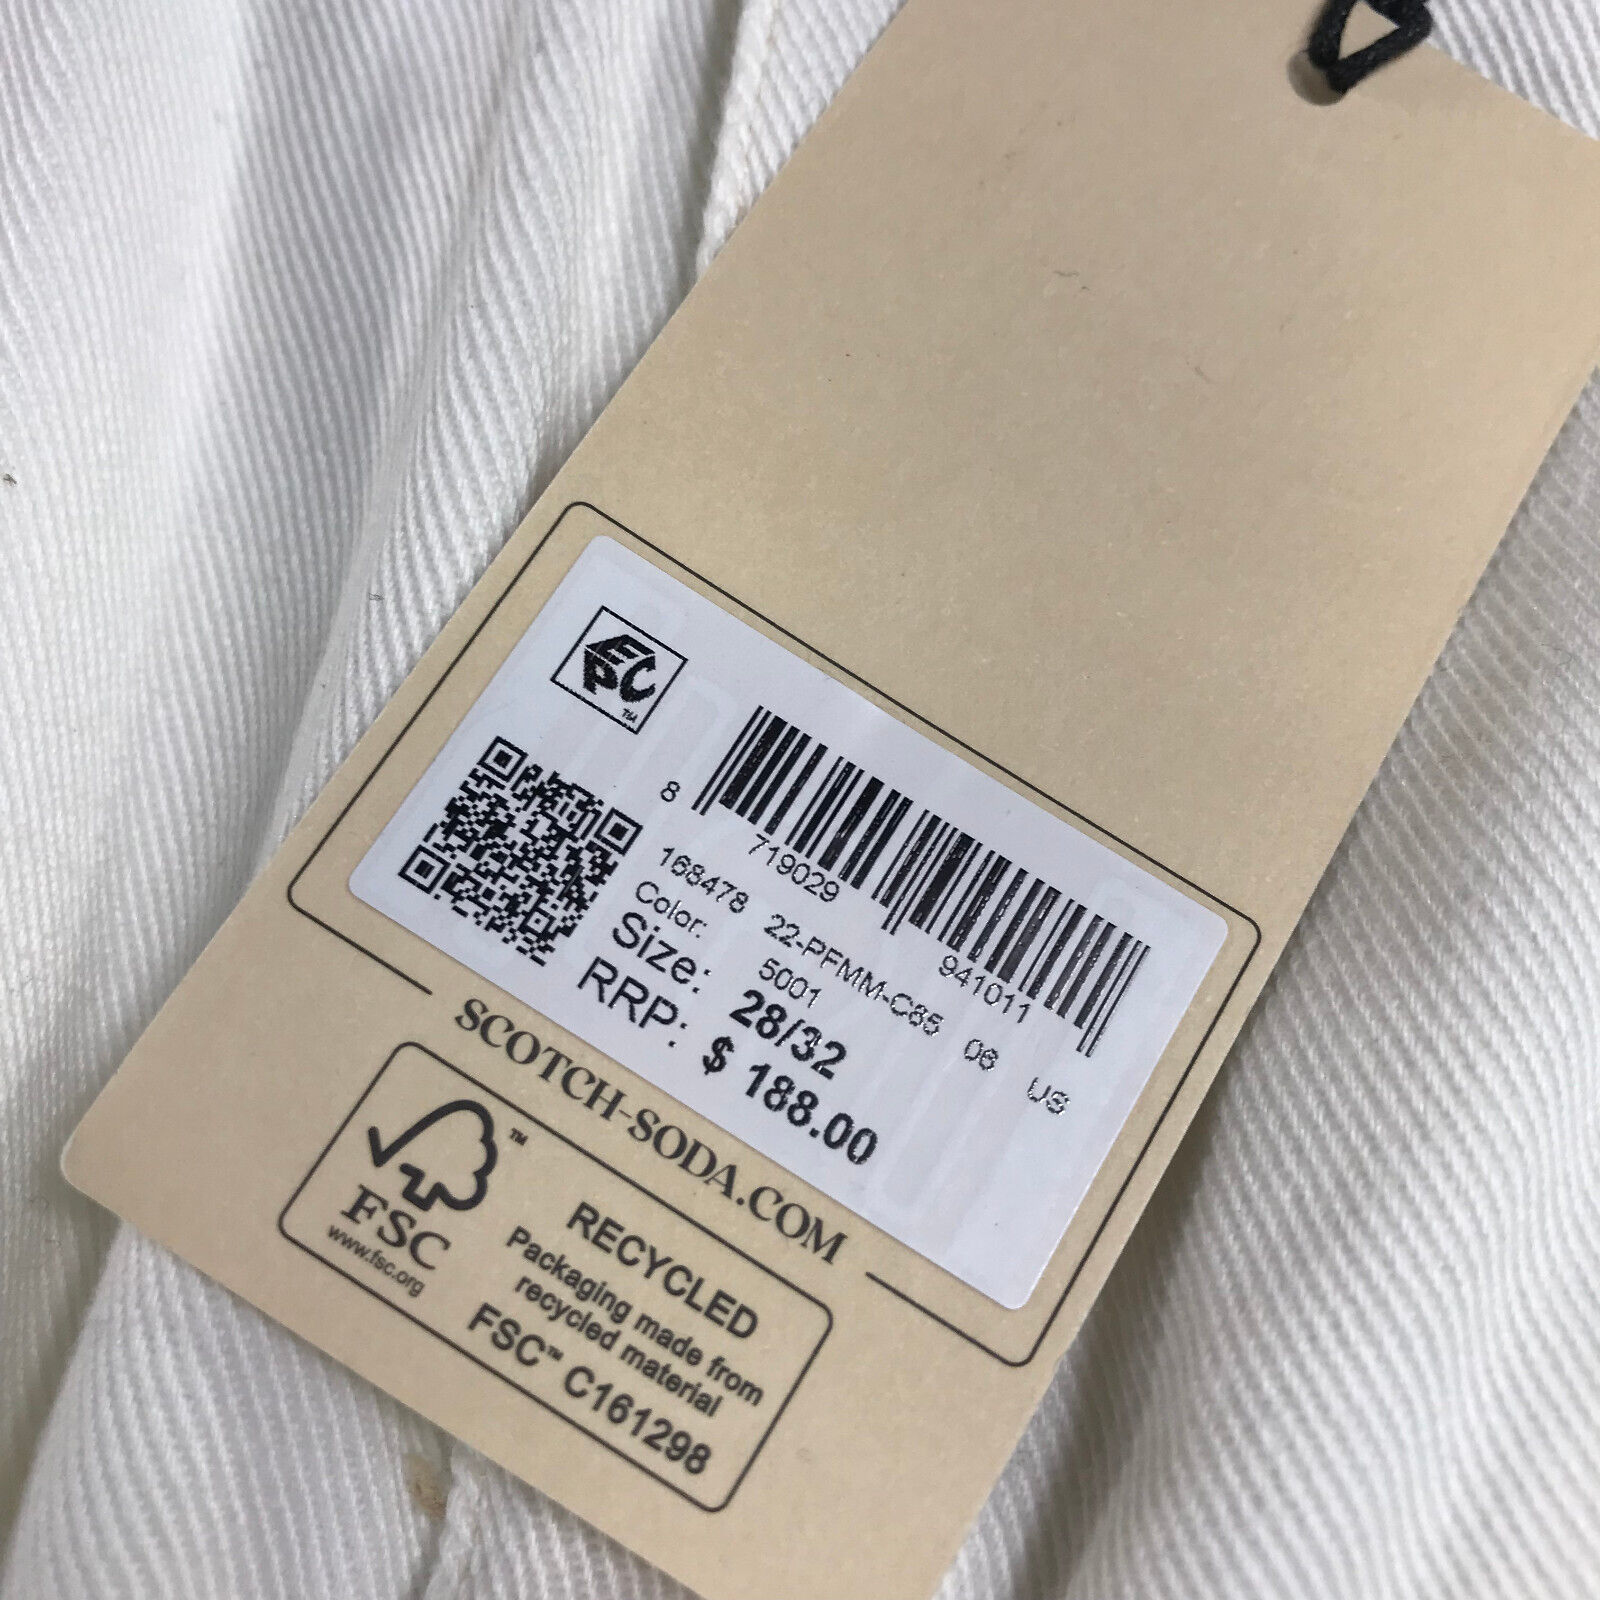 EPC
TM
8 719029 941011
168478 22-PFMM-C85 06 US
Color: 5001
Size: 28/32
RRP: $ 188.00
SCOTCH-SODA.COM
TM
FSC
www.fsc.org
RECYCLED
Packaging made from
recycled material
FSC™ C161298